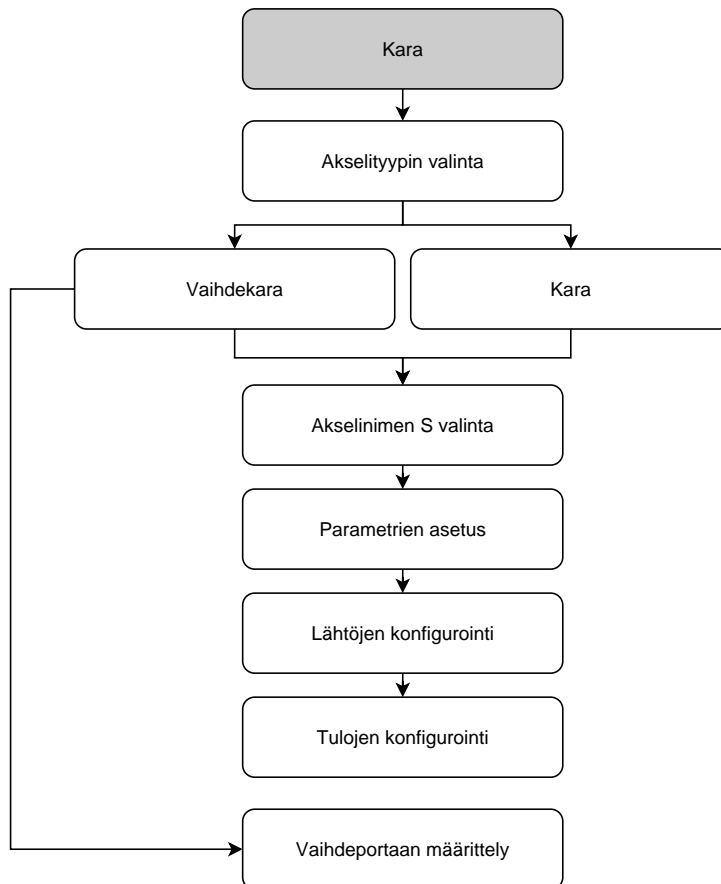 Kara
Akselityypin valinta
Vaihdekara
Kara
Akselinimen S valinta
Parametrien asetus
Lähtöjen konfigurointi
Tulojen konfigurointi
Vaihdeportaan määrittely